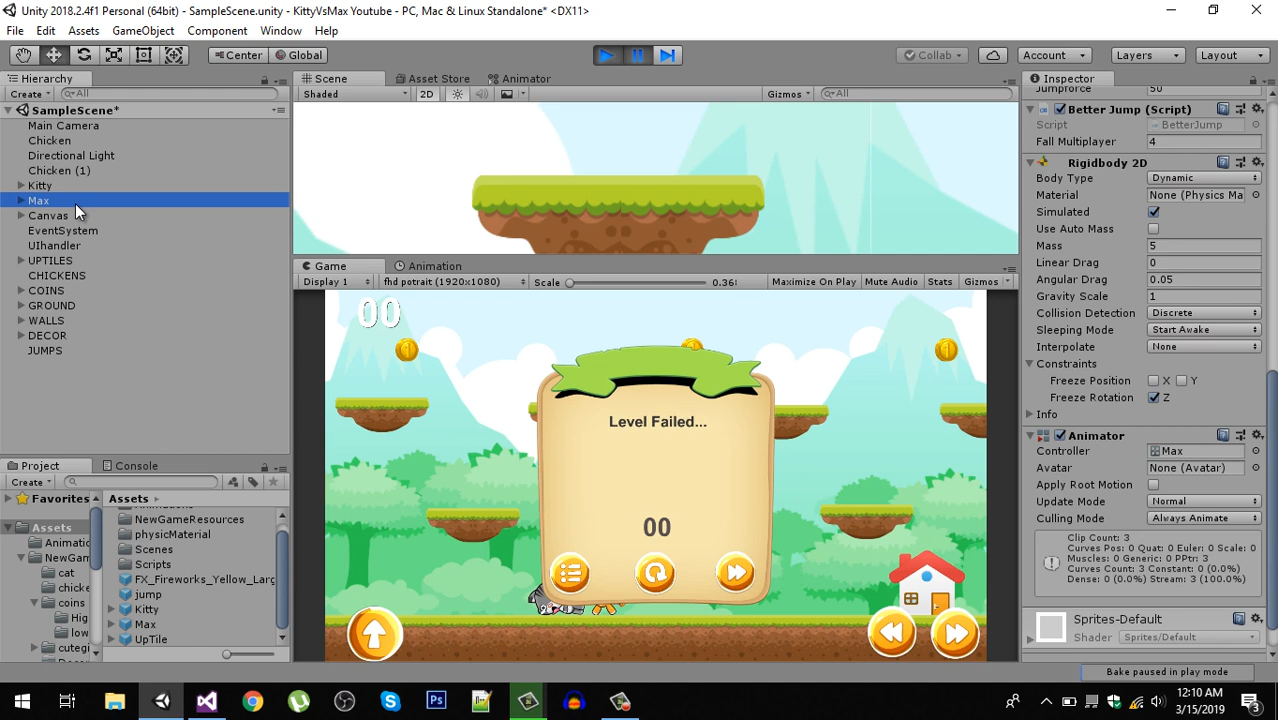 Unity 2018.2.4f1 Personal (64bit) - SampleScene.unity - KittyVsMax Youtube - PC, Mac & Linux Standalone* <DX11>
File Edit Assets GameObject Component Window Help
Center Global Collab Account Layers Layout
Hierarchy
Create All
SampleScene*
Main Camera
Chicken
Directional Light
Chicken (1)
Kitty
Max
Canvas
EventSystem
UIhandler
UPTILES
CHICKENS
COINS
GROUND
WALLS
DECOR
JUMPS
Scene Asset Store Animator
Shaded 2D Gizmos All
Game Animation
Display 1 fhd potrait (1920x1080) Scale 0.36 Maximize On Play Mute Audio Stats Gizmos
00
Level Failed...
00
Inspector
Jumpforce 50
Better Jump (Script)
Script BetterJump
Fall Multiplayer 4
Rigidbody 2D
Body Type Dynamic
Material None (Physics Ma
Simulated
Use Auto Mass
Mass 5
Linear Drag 0
Angular Drag 0.05
Gravity Scale 1
Collision Detection Discrete
Sleeping Mode Start Awake
Interpolate None
Constraints
Freeze Position X Y
Freeze Rotation Z
Info
Animator
Controller Max
Avatar None (Avatar)
Apply Root Motion
Update Mode Normal
Culling Mode Always Animate
Clip Count: 3
Curves Pos: 0 Quat: 0 Euler: 0 Scale: 0
Muscles: 0 Generic: 0 PPtr: 3
Curves Count: 3 Constant: 0 (0.0%)
Dense: 0 (0.0%) Stream: 3 (100.0%)
Sprites-Default
Shader Sprites/Default
Project Console
Create
Favorites
Assets
Animatio
NewGam
cat
chicke
coins
Hig
low
cutegi
Assets
NewGameResources
physicMaterial
Scenes
Scripts
FX_Fireworks_Yellow_Larg
jump
Kitty
Max
UpTile
Bake paused in play mode
12:10 AM
3/15/2019
3